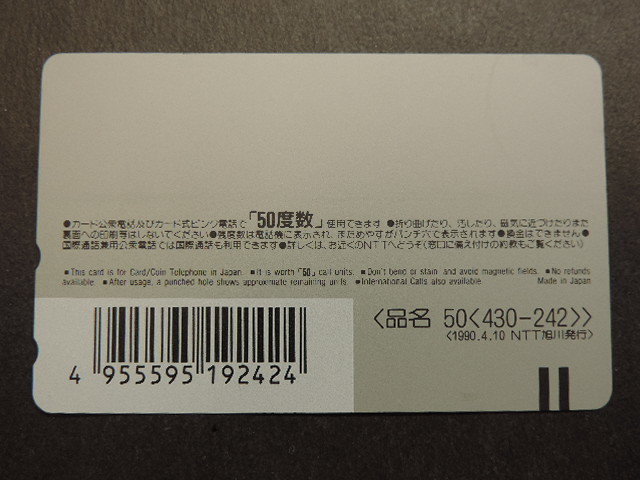 ●カード公衆電話及びカード式ピンク電話で「50度数」使用できます ●折り曲げたり、汚したり、磁気に近づけたりまた
裏面への印刷等はしないでください●残度数は電話機に表示され、またおめやすがパンチ穴で表示されます●換金はできません●
国際通話兼用公衆電話では国際通話も利用できます●詳しくは、お近くのNTTへどうぞ(窓口に備え付けの約款もご覧ください)
■This card is for Card/Coin Telephone in Japan. ■It is worth「50」call units. ■Don't bend or stain and avoid magnetic fields. ■No refunds
available. ■After usage, a punched hole shows approximate remaining units. ■International Calls also available. Made in Japan
〈品名 50〈430-242〉〉
〈1990.4.10 NTT旭川発行〉
4 955595 192424